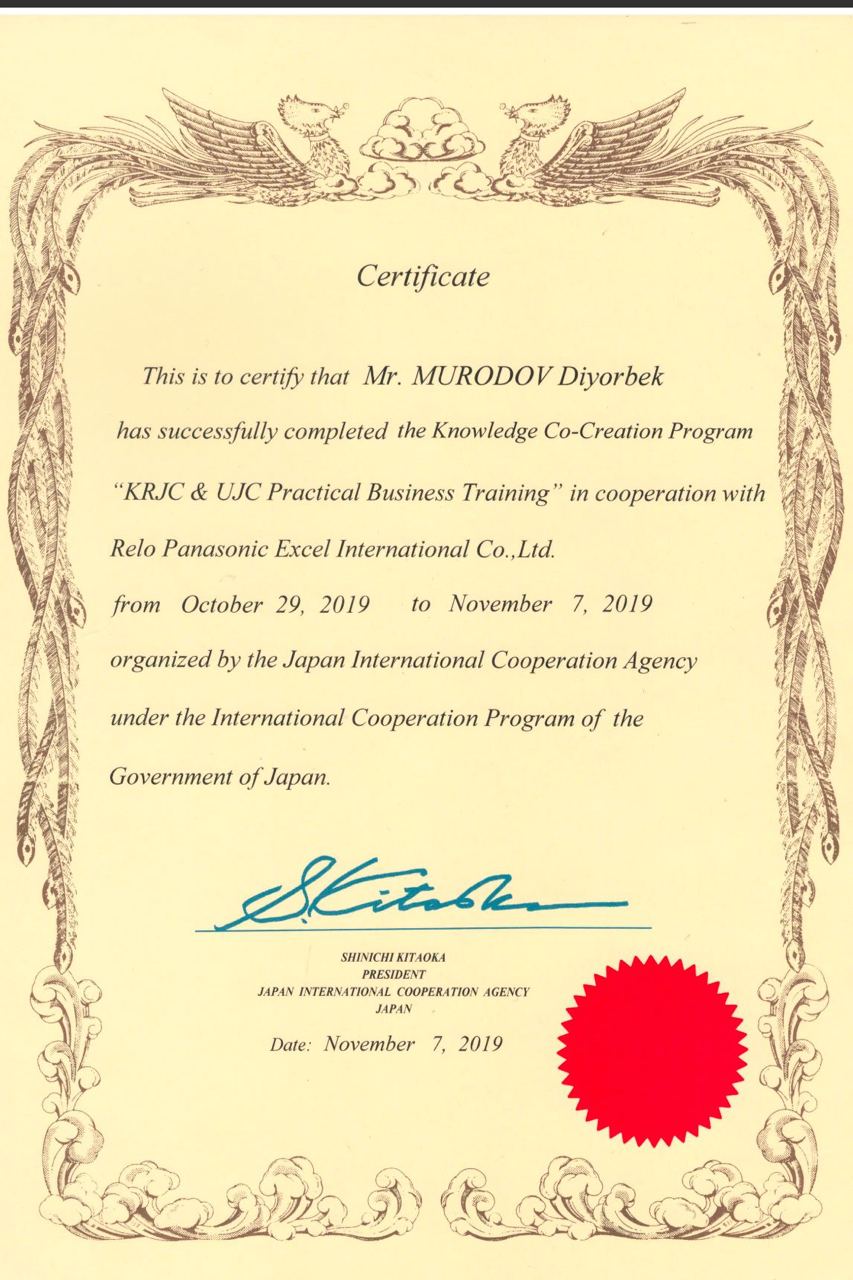 Certificate
This is to certify that Mr. MURODOV Diyorbek
has successfully completed the Knowledge Co-Creation Program
“KRJC & UJC Practical Business Training” in cooperation with
Relo Panasonic Excel International Co.,Ltd.
from October 29, 2019 to November 7, 2019
organized by the Japan International Cooperation Agency
under the International Cooperation Program of the
Government of Japan.
S. Kitaoka
SHINICHI KITAOKA
PRESIDENT
JAPAN INTERNATIONAL COOPERATION AGENCY
JAPAN
Date: November 7, 2019